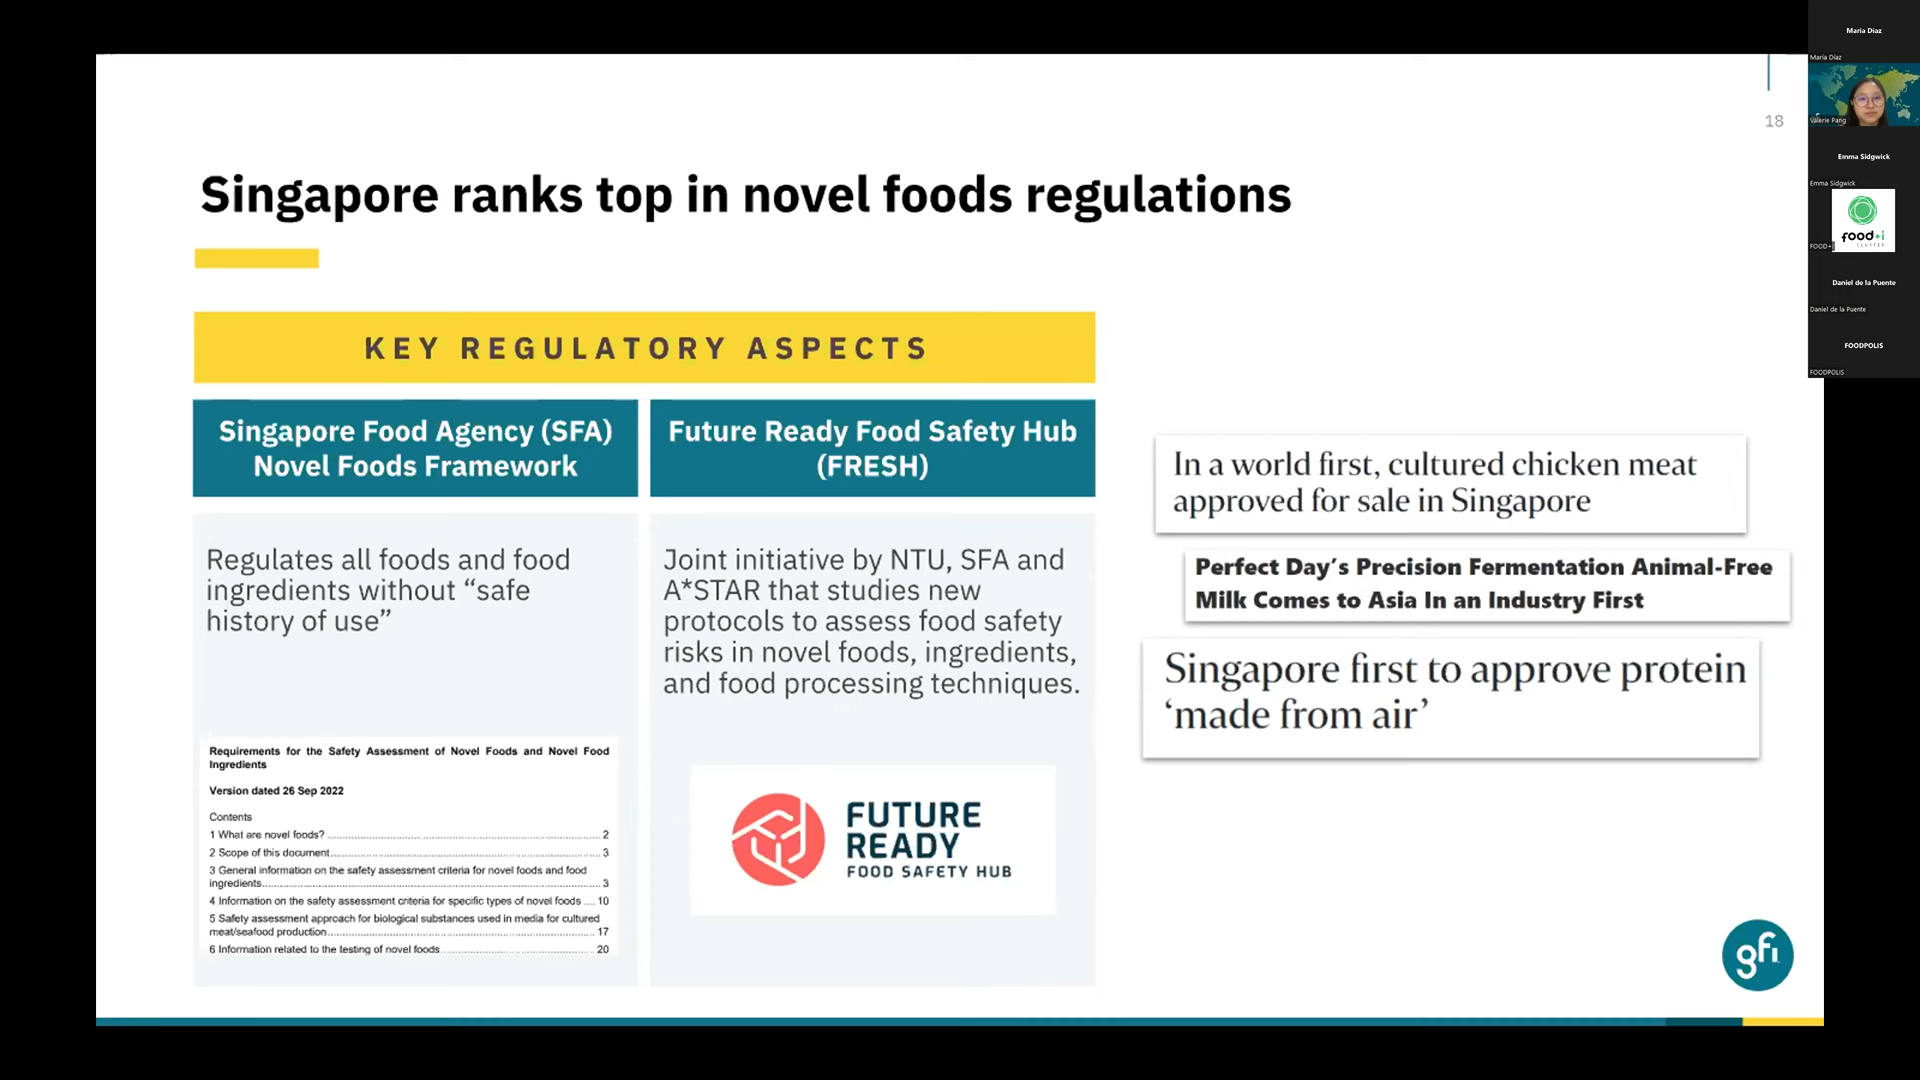 18
Singapore ranks top in novel foods regulations
KEY REGULATORY ASPECTS
Singapore Food Agency (SFA)
Novel Foods Framework
Regulates all foods and food
ingredients without “safe
history of use”
Requirements for the Safety Assessment of Novel Foods and Novel Food
Ingredients
Version dated 26 Sep 2022
Contents
1 What are novel foods? 2
2 Scope of this document 3
3 General information on the safety assessment criteria for novel foods and food
ingredients 3
4 Information on the safety assessment criteria for specific types of novel foods .... 10
5 Safety assessment approach for biological substances used in media for cultured
meat/seafood production 17
6 Information related to the testing of novel foods 20
Future Ready Food Safety Hub
(FRESH)
Joint initiative by NTU, SFA and
A*STAR that studies new
protocols to assess food safety
risks in novel foods, ingredients,
and food processing techniques.
FUTURE
READY
FOOD SAFETY HUB
In a world first, cultured chicken meat
approved for sale in Singapore
Perfect Day’s Precision Fermentation Animal-Free
Milk Comes to Asia In an Industry First
Singapore first to approve protein
‘made from air’
gfi
María Díaz
María Díaz
Valerie Pang
Emma Sidgwick
Emma Sidgwick
food+i
CLUSTER
FOOD+i
Daniel de la Puente
Daniel de la Puente
FOODPOLIS
FOODPOLIS